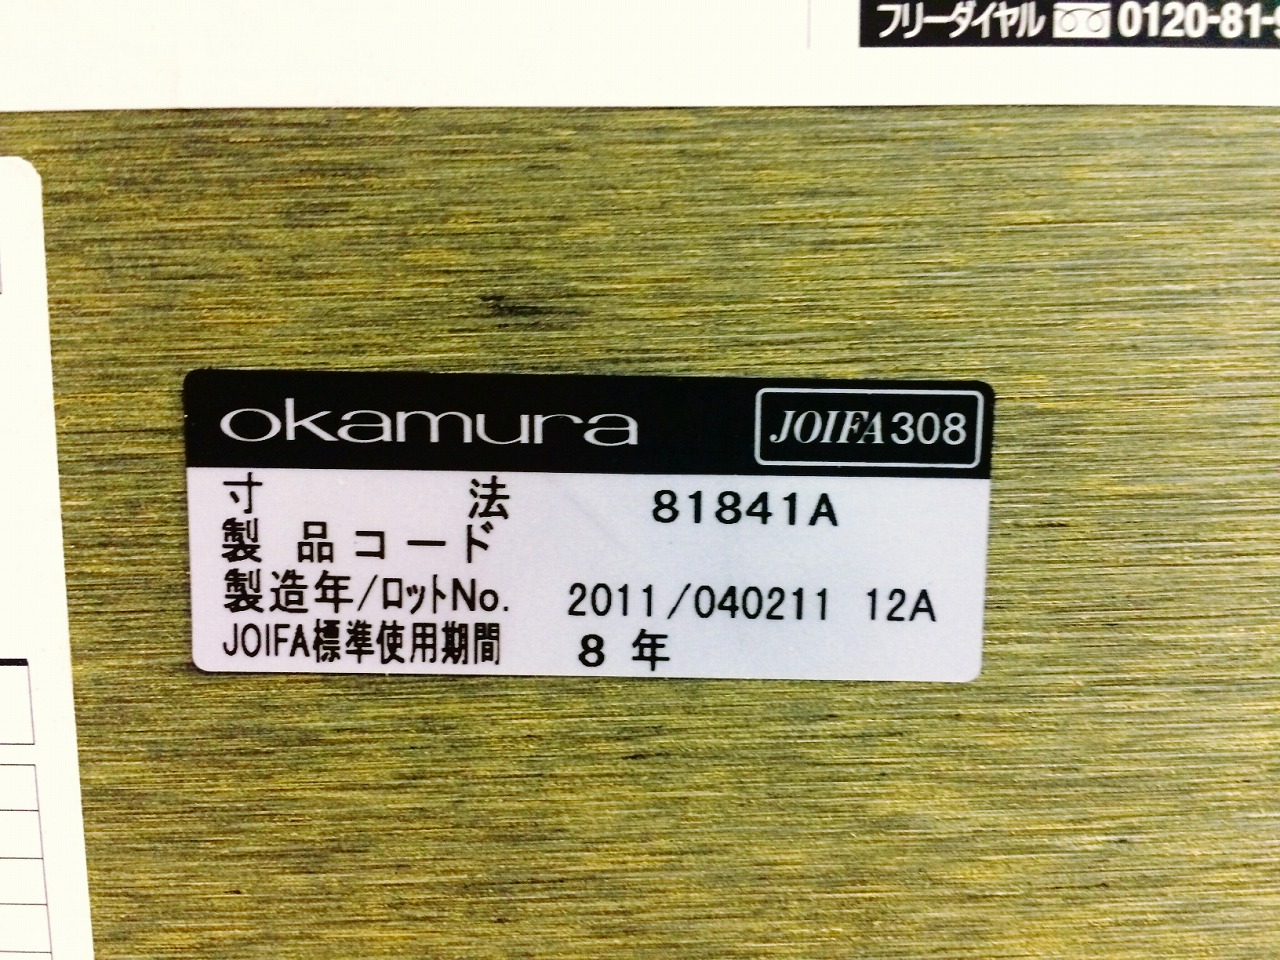 フリーダイヤル 0120-81-9
okamura JOIFA308
寸 法 81841A
製 品 コ ー ド
製造年/ロットNo. 2011/040211 12A
JOIFA標準使用期間 8 年